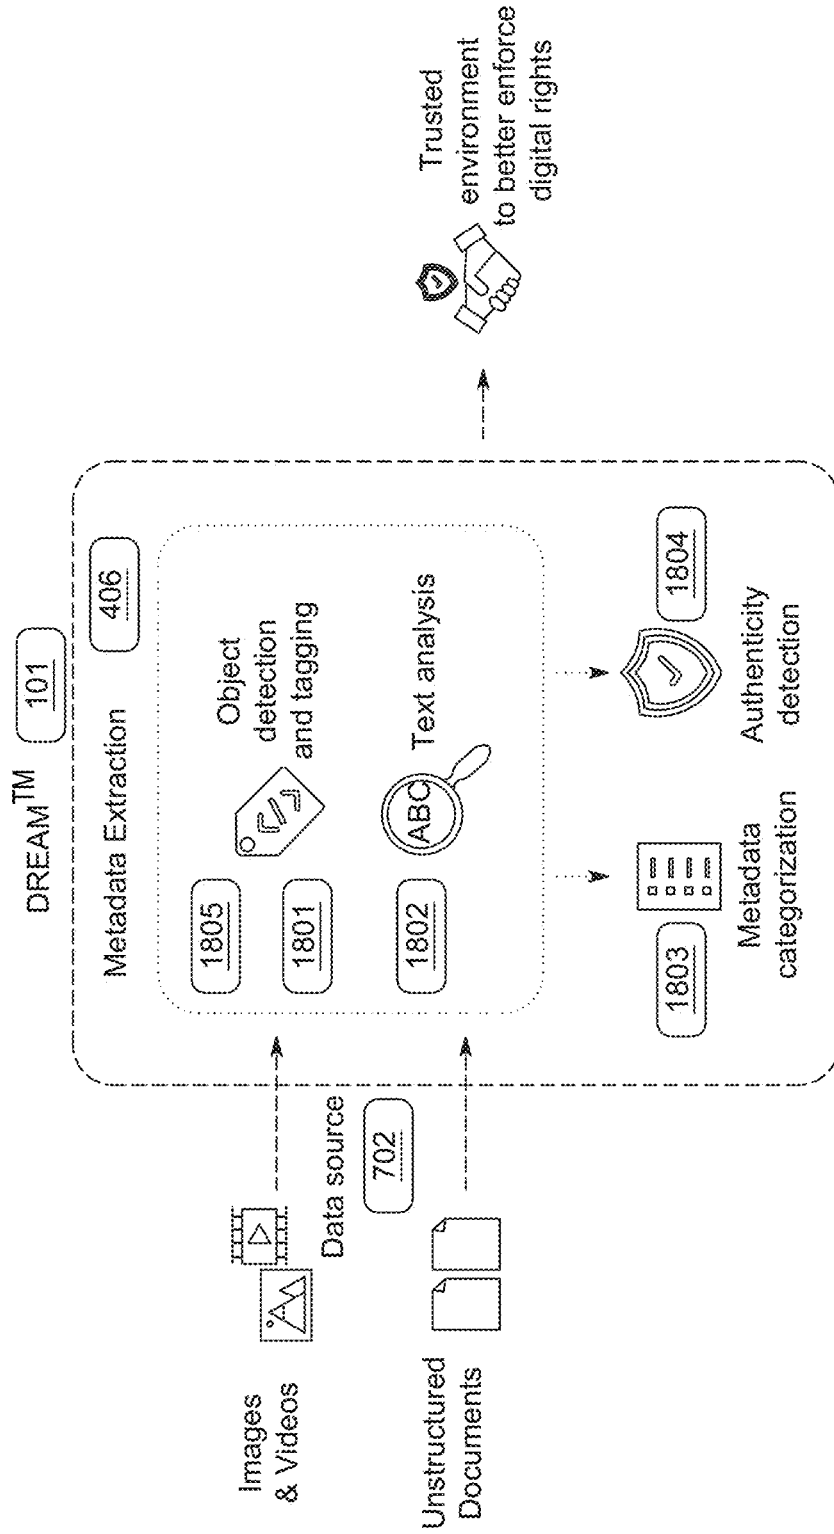 DREAM™
101
Metadata Extraction
406
Images
& Videos
Data source
702
Unstructured
Documents
1805
1801
Object
detection
and tagging
1802
ABC
Text analysis
1803
Metadata
categorization
1804
Authenticity
detection
Trusted
environment
to better enforce
digital rights